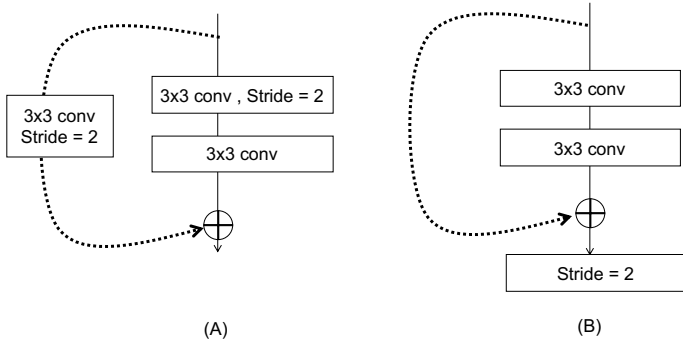 3x3 conv
Stride = 2
3x3 conv , Stride = 2
3x3 conv
(A)
3x3 conv
3x3 conv
Stride = 2
(B)